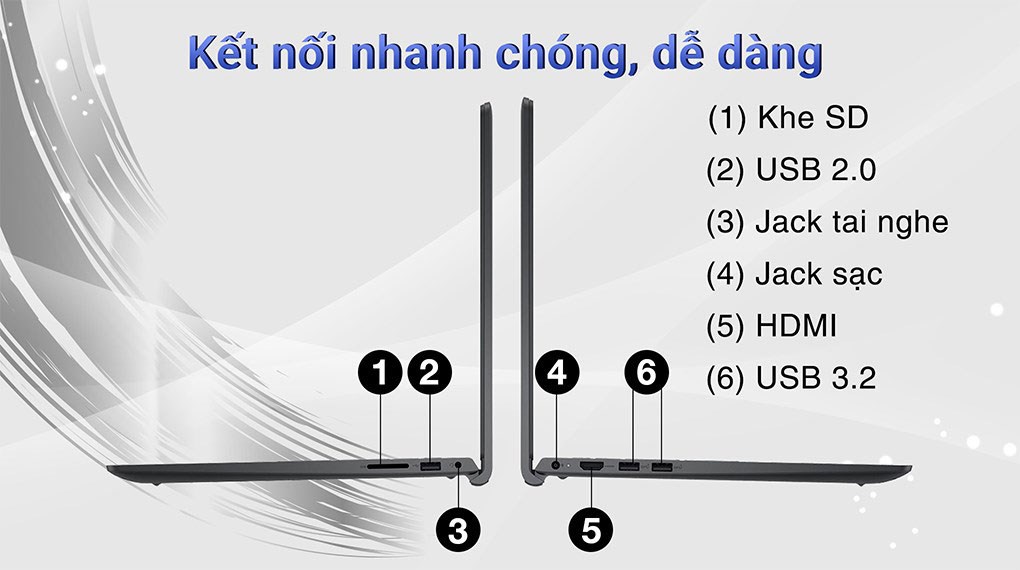 Kết nối nhanh chóng, dễ dàng
(1) Khe SD
(2) USB 2.0
(3) Jack tai nghe
(4) Jack sạc
(5) HDMI
(6) USB 3.2
1
2
4
6
3
5